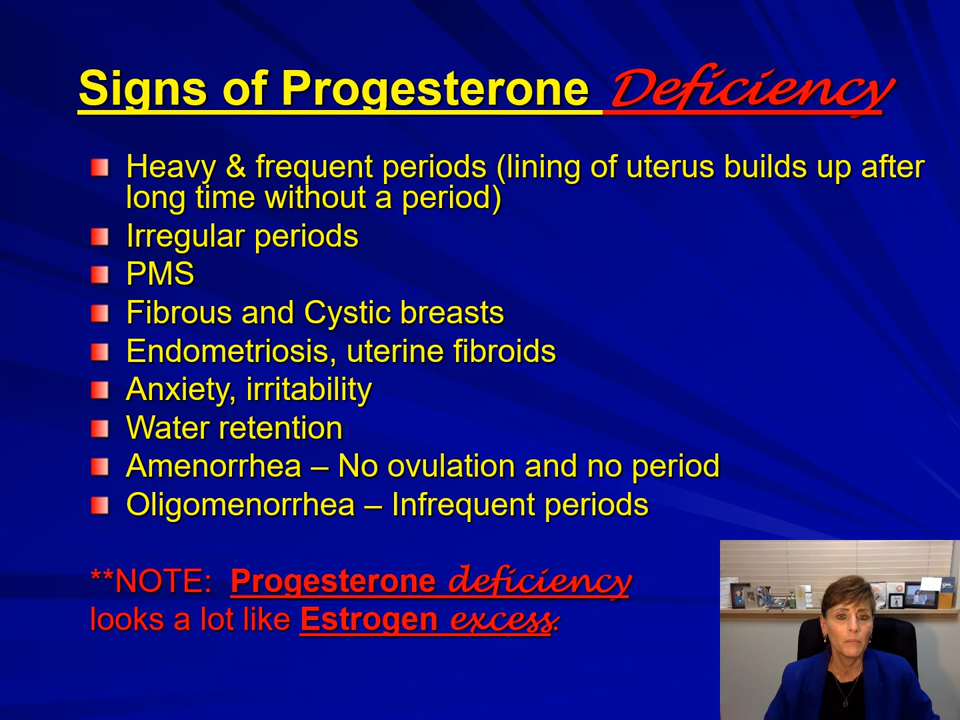 Signs of Progesterone Deficiency
Heavy & frequent periods (lining of uterus builds up after
long time without a period)
Irregular periods
PMS
Fibrous and Cystic breasts
Endometriosis, uterine fibroids
Anxiety, irritability
Water retention
Amenorrhea – No ovulation and no period
Oligomenorrhea – Infrequent periods
**NOTE: Progesterone deficiency
looks a lot like Estrogen excess.